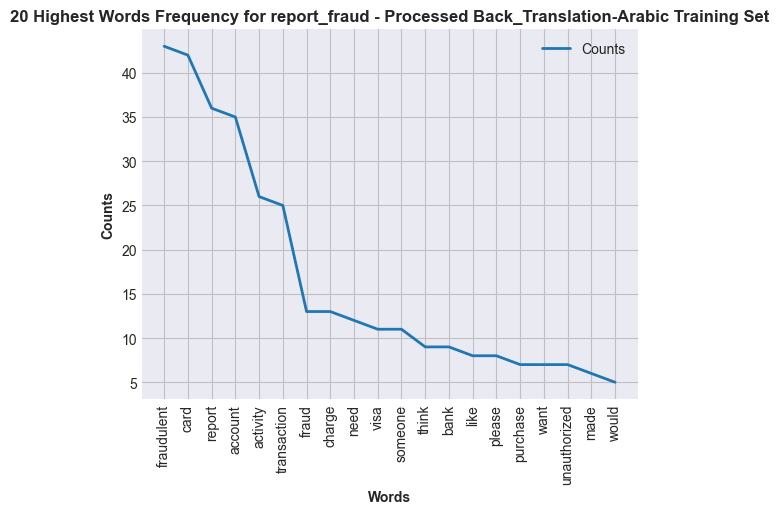 20 Highest Words Frequency for report_fraud - Processed Back_Translation-Arabic Training Set
Counts
Counts
40
35
30
25
20
15
10
5
fraudulent
card
report
account
activity
transaction
fraud
charge
need
visa
someone
think
bank
like
please
purchase
want
unauthorized
made
would
Words